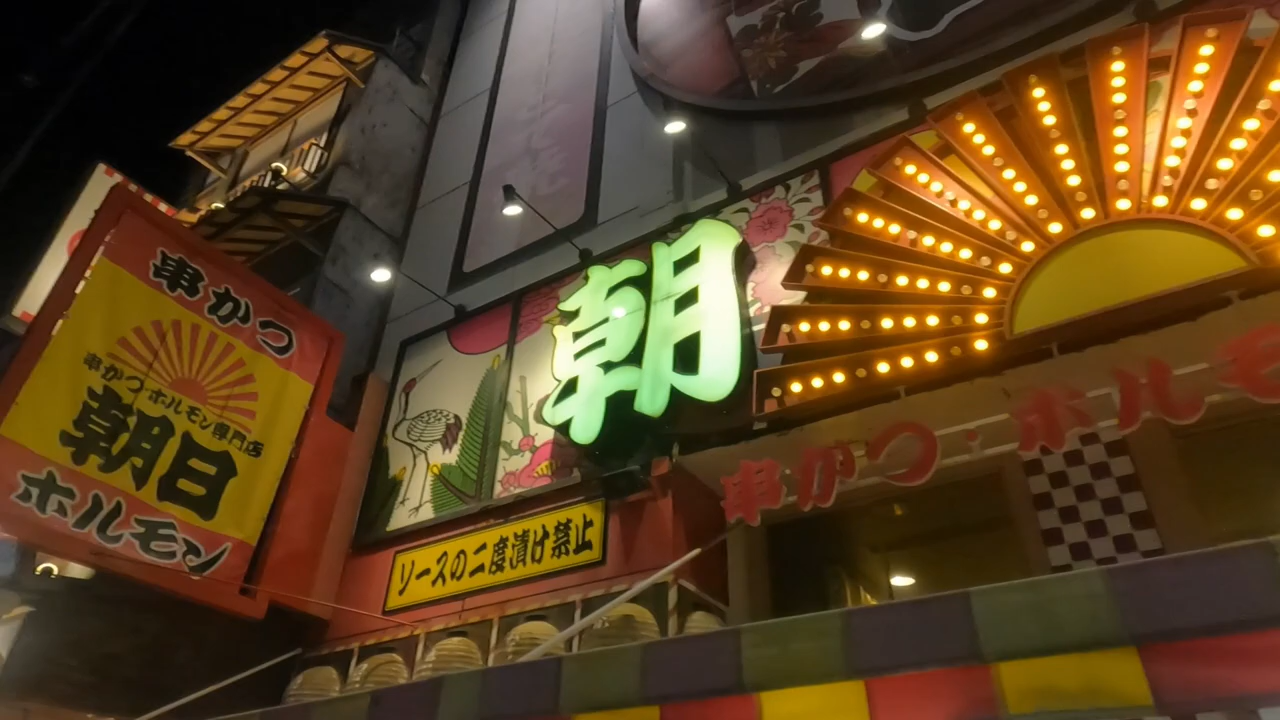 串かつ
串かつ・ホルモン専門店
朝日
ホルモン
朝
ソースの二度漬け禁止
串かつ・ホルモ